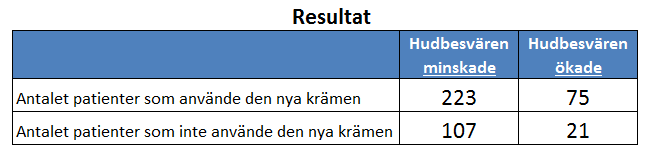 Resultat
Hudbesvären minskade
Hudbesvären ökade
Antalet patienter som använde den nya krämen 223 75
Antalet patienter som inte använde den nya krämen 107 21